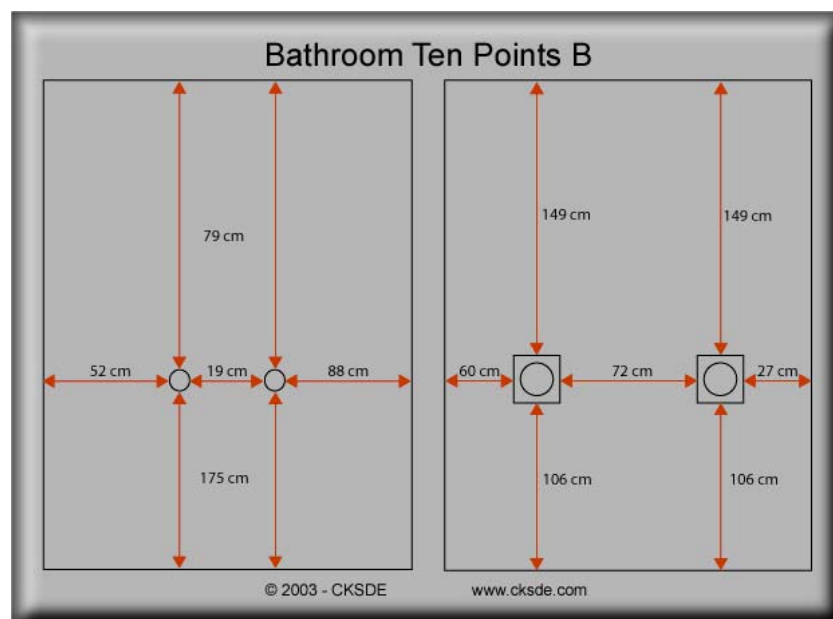 Bathroom Ten Points B
79 cm
52 cm
19 cm
88 cm
175 cm
149 cm
149 cm
60 cm
72 cm
27 cm
106 cm
106 cm
© 2003 - CKSDE
www.cksde.com